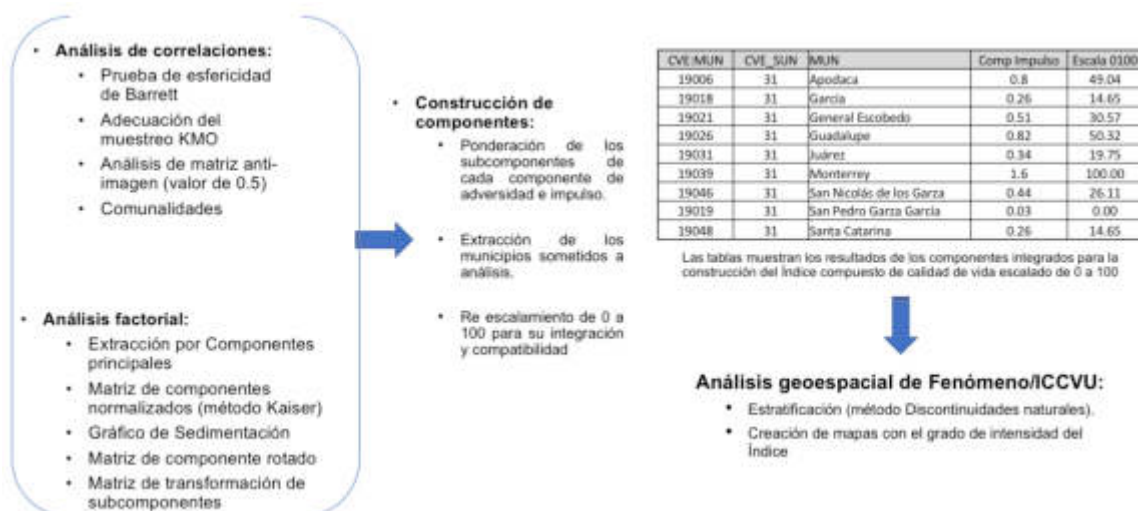 • Análisis de correlaciones:
• Prueba de esfericidad
de Barrett
• Adecuación del
muestreo KMO
• Análisis de matriz anti-
imagen (valor de 0.5)
• Comunalidades
• Análisis factorial:
• Extracción por Componentes
principales
• Matriz de componentes
normalizados (método Kaiser)
• Gráfico de Sedimentación
• Matriz de componente rotado
• Matriz de transformación de
subcomponentes
• Construcción de
componentes:
• Ponderación de los
subcomponentes de
cada componente de
adversidad e impulso.
• Extracción de los
municipios sometidos a
análisis.
• Re escalamiento de 0 a
100 para su integración
y compatibilidad
CVE MUN CVE_SUN MUN Comp Impulso Escala 0100
19006 31 Apodaca 0.8 49.04
19018 31 García 0.26 14.65
19021 31 General Escobedo 0.51 30.57
19026 31 Guadalupe 0.82 50.32
19031 31 Juárez 0.34 19.75
19039 31 Monterrey 1.6 100.00
19046 31 San Nicolás de los Garza 0.44 26.11
19019 31 San Pedro Garza García 0.03 0.00
19048 31 Santa Catarina 0.26 14.65
Las tablas muestran los resultados de los componentes integrados para la
construcción del Índice compuesto de calidad de vida escalado de 0 a 100
Análisis geoespacial de Fenómeno/ICCVU:
• Estratificación (método Discontinuidades naturales).
• Creación de mapas con el grado de intensidad del
Índice